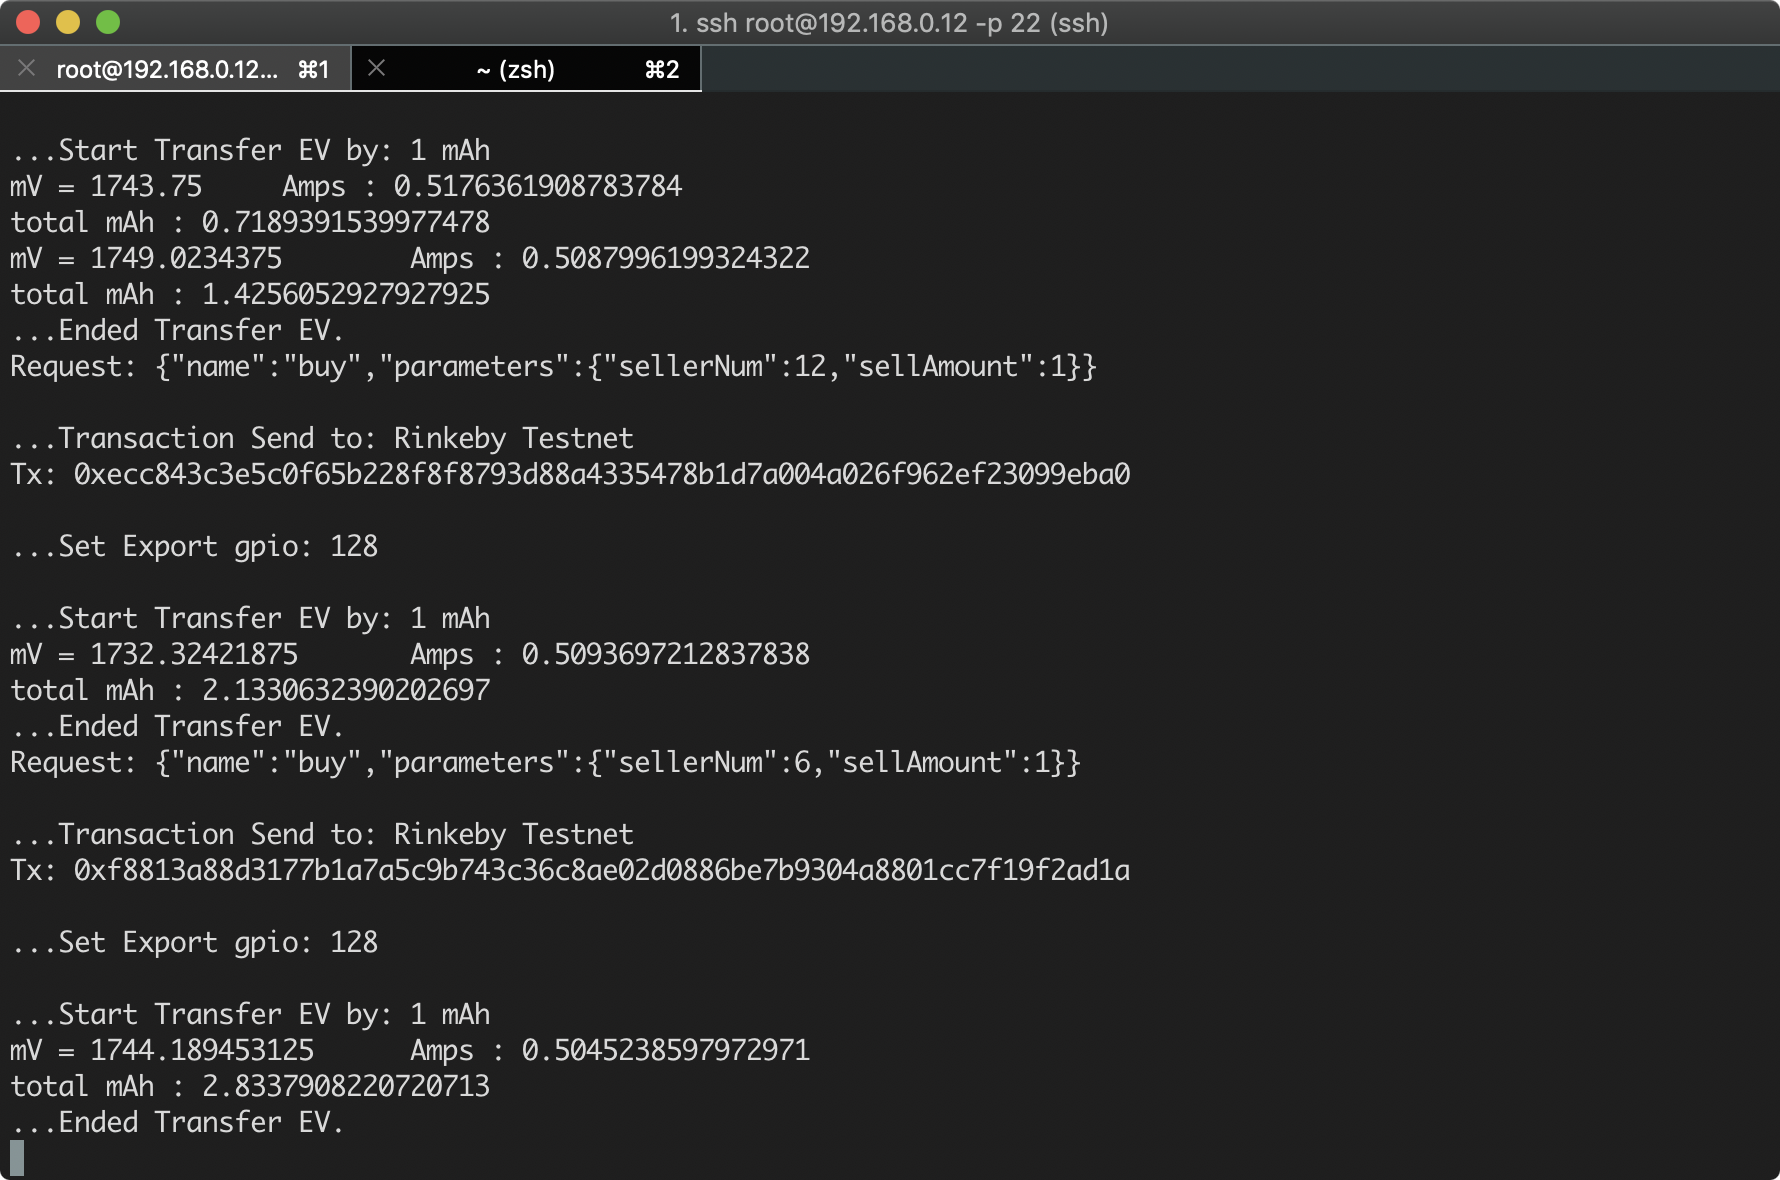 1. ssh root@192.168.0.12 -p 22 (ssh)
root@192.168.0.12... ⌘1
~ (zsh) ⌘2
...Start Transfer EV by: 1 mAh
mV = 1743.75 Amps : 0.5176361908783784
total mAh : 0.7189391539977478
mV = 1749.0234375 Amps : 0.5087996199324322
total mAh : 1.4256052927927925
...Ended Transfer EV.
Request: {"name":"buy","parameters":{"sellerNum":12,"sellAmount":1}}
...Transaction Send to: Rinkeby Testnet
Tx: 0xecc843c3e5c0f65b228f8f8793d88a4335478b1d7a004a026f962ef23099eba0
...Set Export gpio: 128
...Start Transfer EV by: 1 mAh
mV = 1732.32421875 Amps : 0.5093697212837838
total mAh : 2.1330632390202697
...Ended Transfer EV.
Request: {"name":"buy","parameters":{"sellerNum":6,"sellAmount":1}}
...Transaction Send to: Rinkeby Testnet
Tx: 0xf8813a88d3177b1a7a5c9b743c36c8ae02d0886be7b9304a8801cc7f19f2ad1a
...Set Export gpio: 128
...Start Transfer EV by: 1 mAh
mV = 1744.189453125 Amps : 0.5045238597972971
total mAh : 2.8337908220720713
...Ended Transfer EV.